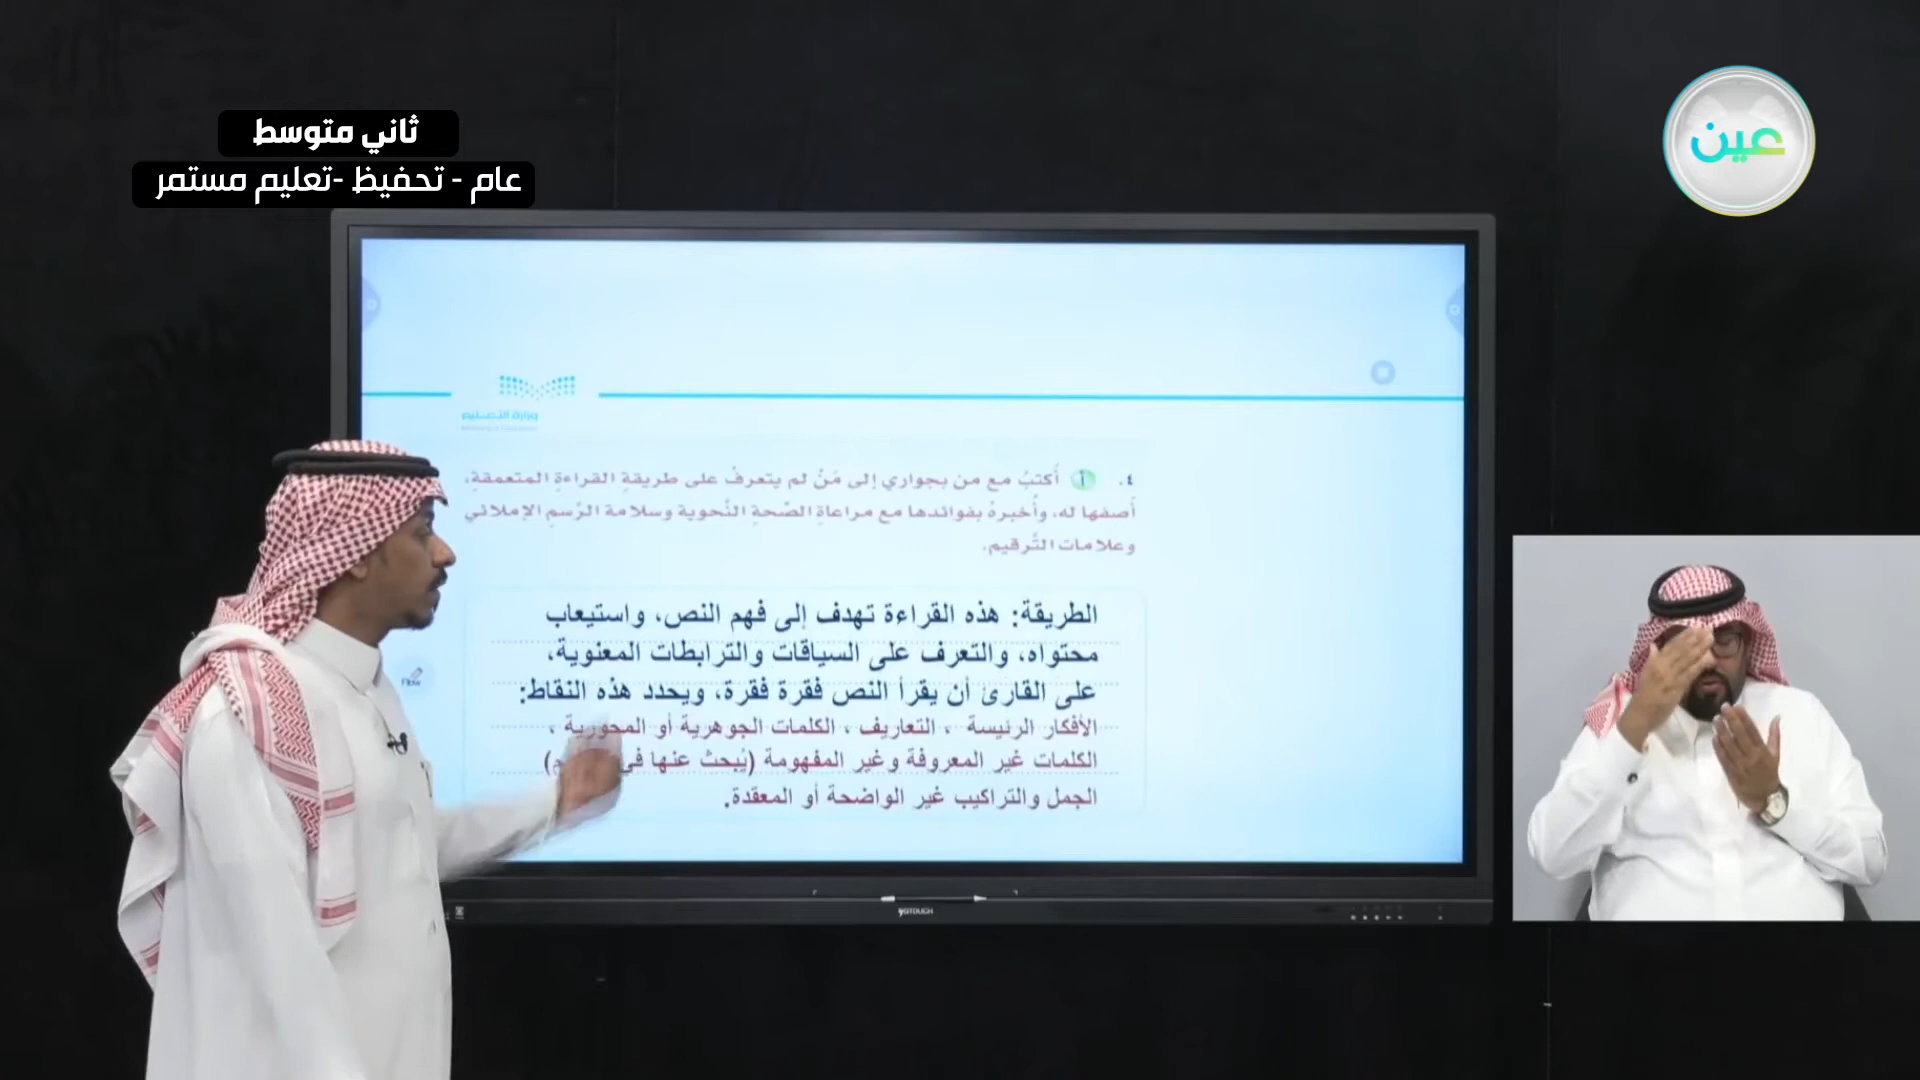 ثاني متوسط
عام - تحفيظ -تعليم مستمر
عين
وزارة التعليم
٤. أ أَكتبُ مع من بجواري إلى مَنْ لم يتعرفْ على طريقةِ القراءةِ المتعمقةِ،
أصفها له، وأُخبرهُ بفوائدها مع مراعاةِ الصّحةِ النَّحوية وسلامة الرَّسمِ الإملائي
وعلامات التَّرقيم.
الطريقة: هذه القراءة تهدف إلى فهم النص، واستيعاب
محتواه، والتعرف على السياقات والترابطات المعنوية،
على القارئ أن يقرأ النص فقرة فقرة، ويحدد هذه النقاط:
الأفكار الرئيسة ، التعاريف ، الكلمات الجوهرية أو المحورية ،
الكلمات غير المعروفة وغير المفهومة (يُبحث عنها في
الجمل والتراكيب غير الواضحة أو المعقدة.
Flow